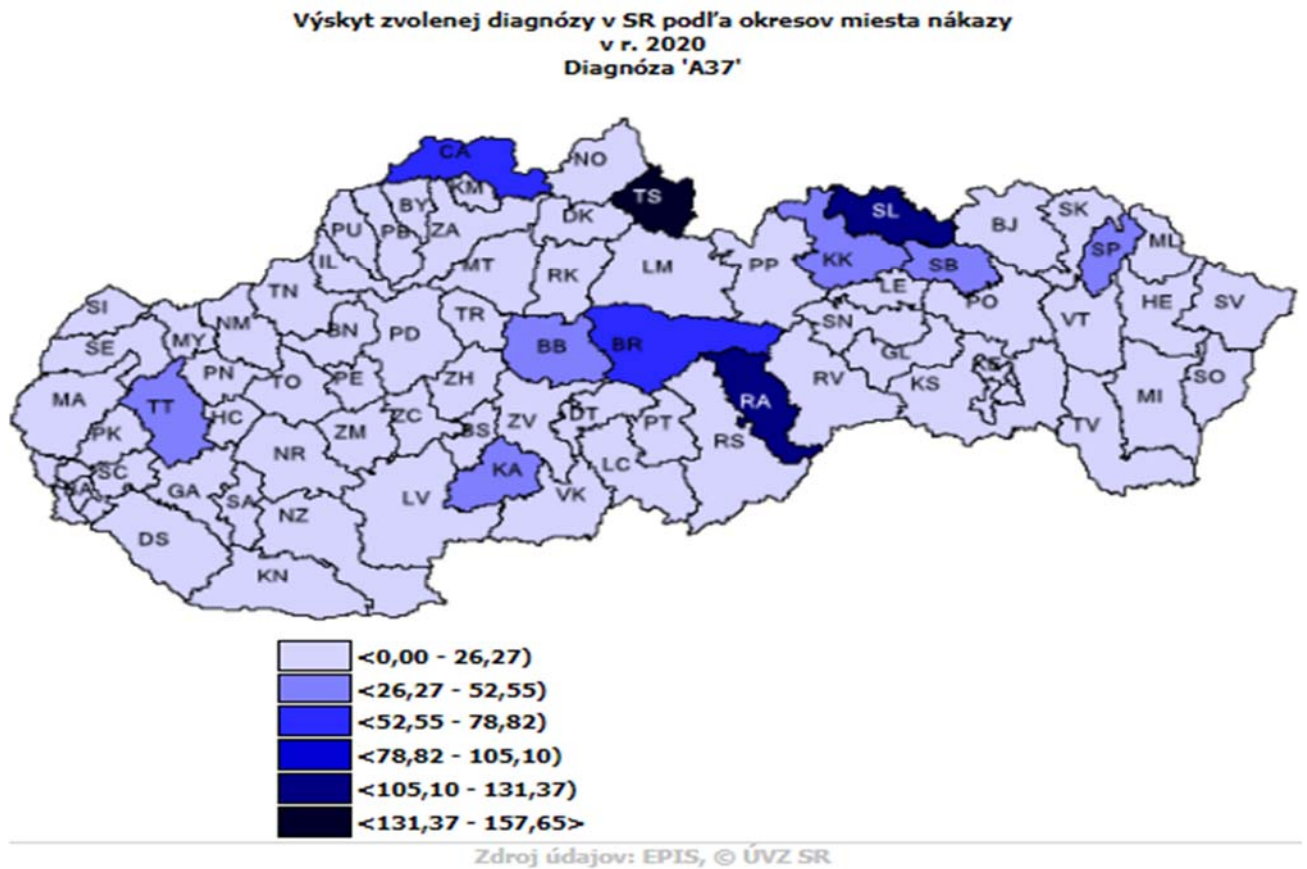 Výskyt zvolenej diagnózy v SR podľa okresov miesta nákazy
v r. 2020
Diagnóza 'A37'
CA
NO
KM
TS
BY
DK
SL
SK
PU
PB
ZA
BJ
SP
ML
IL
MT
RK
LM
PP
KK
SB
TN
LE
PO
HE
SV
SI
NM
BN
PD
TR
SN
VT
SE
MY
BB
BR
GL
KE
PN
TO
PE
ZH
RV
KS
SO
MA
TT
HC
ZC
ZV
DT
PT
RA
MI
PK
ZM
BS
RS
TV
NR
SC
KA
LC
GA
SA
LV
VK
BA
NZ
DS
KN
<0,00 - 26,27)
<26,27 - 52,55)
<52,55 - 78,82)
<78,82 - 105,10)
<105,10 - 131,37)
<131,37 - 157,65>
Zdroj údajov: EPIS, © ÚVZ SR